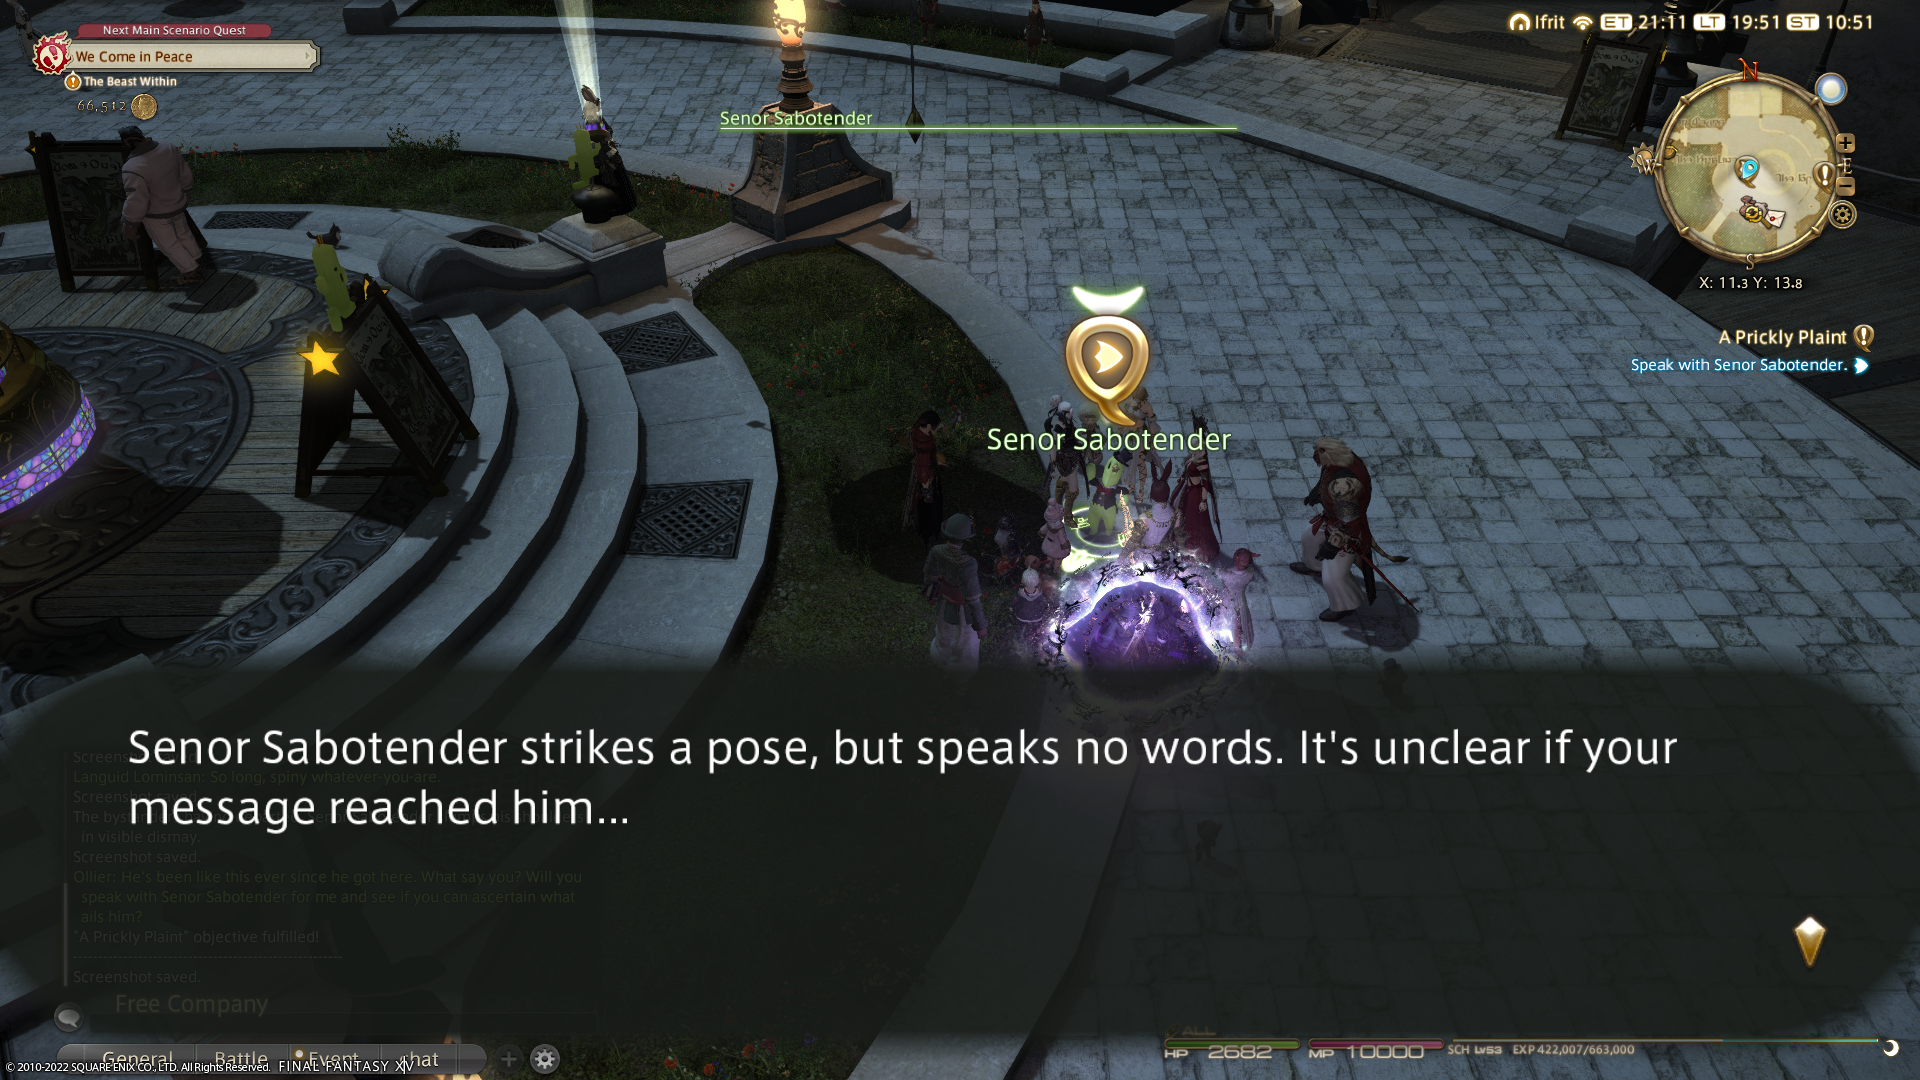 Next Main Scenario Quest
We Come in Peace
The Beast Within
66,512
Ifrit ET 21:11 LT 19:51 ST 10:51
Senor Sabotender
N
W
E
S
X: 11.3 Y: 13.8
A Prickly Plaint
Speak with Senor Sabotender.
Senor Sabotender
Senor Sabotender strikes a pose, but speaks no words. It's unclear if your
message reached him...
Languid Lominsan: So long, spiny whatever-you-are.
in visible dismay.
Screenshot saved.
Ollier: He's been like this ever since he got here. What say you? Will you
speak with Senor Sabotender for me and see if you can ascertain what
ails him?
"A Prickly Plaint" objective fulfilled!
Screenshot saved.
Free Company
General Battle Event
ALL
HP 2682 MP 10000 SCH Lv53 EXP 422,007/663,000
© 2010-2022 SQUARE ENIX CO., LTD. All Rights Reserved. FINAL FANTASY XIV